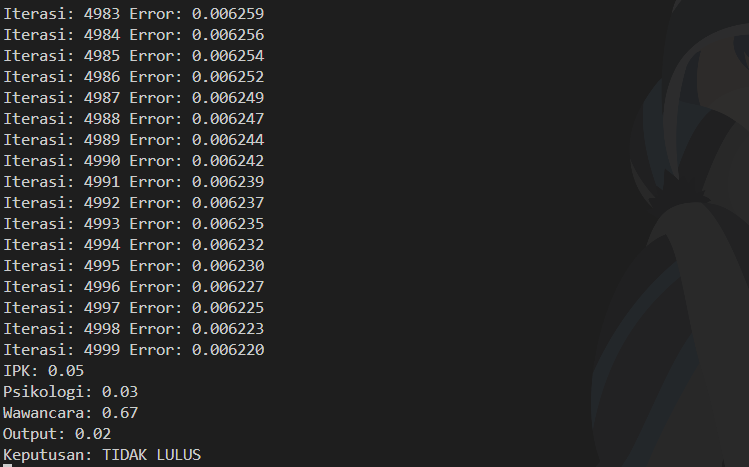 Iterasi: 4983 Error: 0.006259
Iterasi: 4984 Error: 0.006256
Iterasi: 4985 Error: 0.006254
Iterasi: 4986 Error: 0.006252
Iterasi: 4987 Error: 0.006249
Iterasi: 4988 Error: 0.006247
Iterasi: 4989 Error: 0.006244
Iterasi: 4990 Error: 0.006242
Iterasi: 4991 Error: 0.006239
Iterasi: 4992 Error: 0.006237
Iterasi: 4993 Error: 0.006235
Iterasi: 4994 Error: 0.006232
Iterasi: 4995 Error: 0.006230
Iterasi: 4996 Error: 0.006227
Iterasi: 4997 Error: 0.006225
Iterasi: 4998 Error: 0.006223
Iterasi: 4999 Error: 0.006220
IPK: 0.05
Psikologi: 0.03
Wawancara: 0.67
Output: 0.02
Keputusan: TIDAK LULUS